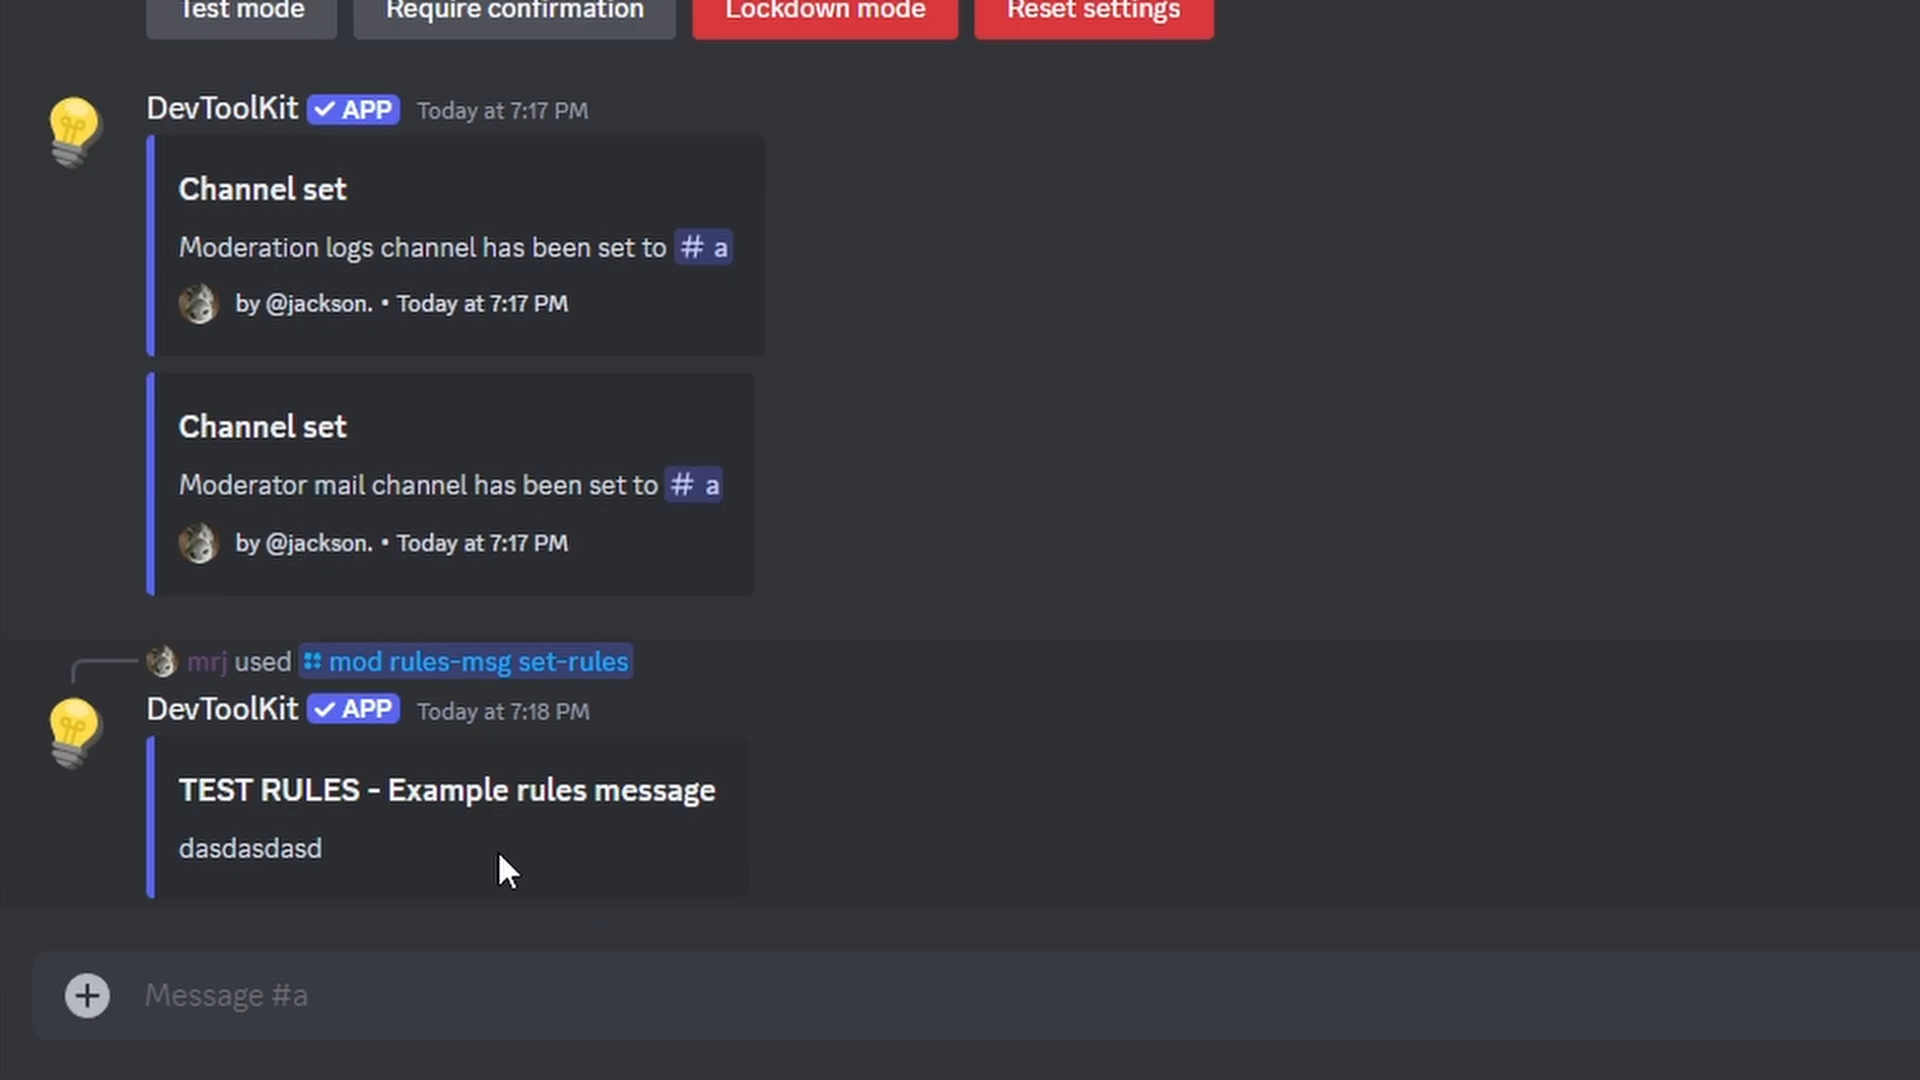 Test mode Require confirmation Lockdown mode Reset settings
DevToolKit ✓ APP Today at 7:17 PM
Channel set
Moderation logs channel has been set to # a
by @jackson. • Today at 7:17 PM
Channel set
Moderator mail channel has been set to # a
by @jackson. • Today at 7:17 PM
mrj used mod rules-msg set-rules
DevToolKit ✓ APP Today at 7:18 PM
TEST RULES - Example rules message
dasdasdasd
Message #a